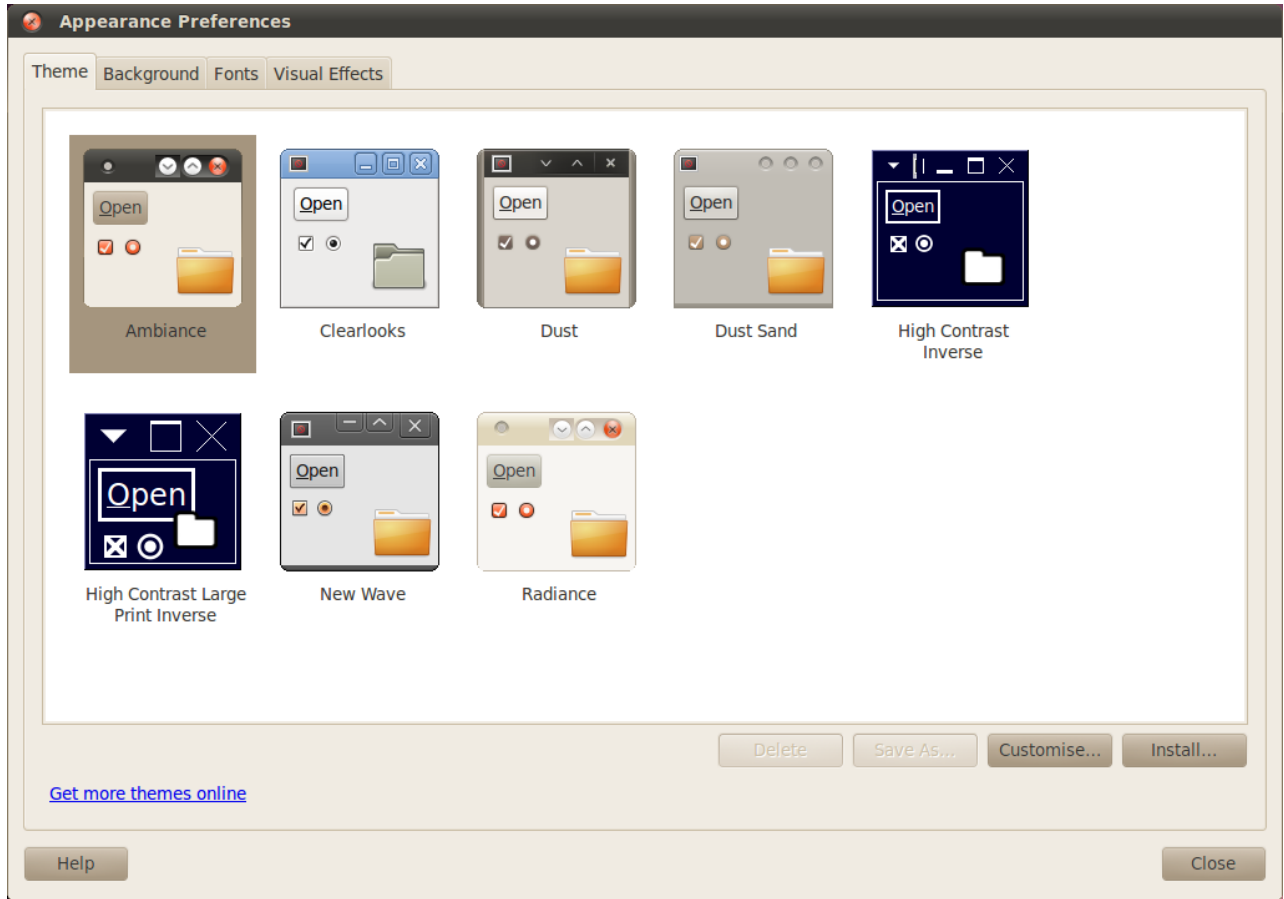 Appearance Preferences
Theme Background Fonts Visual Effects
Open Open Open Open Open
Ambiance Clearlooks Dust Dust Sand High Contrast
Inverse
Open Open Open
High Contrast Large New Wave Radiance
Print Inverse
Delete Save As... Customise... Install...
Get more themes online
Help Close